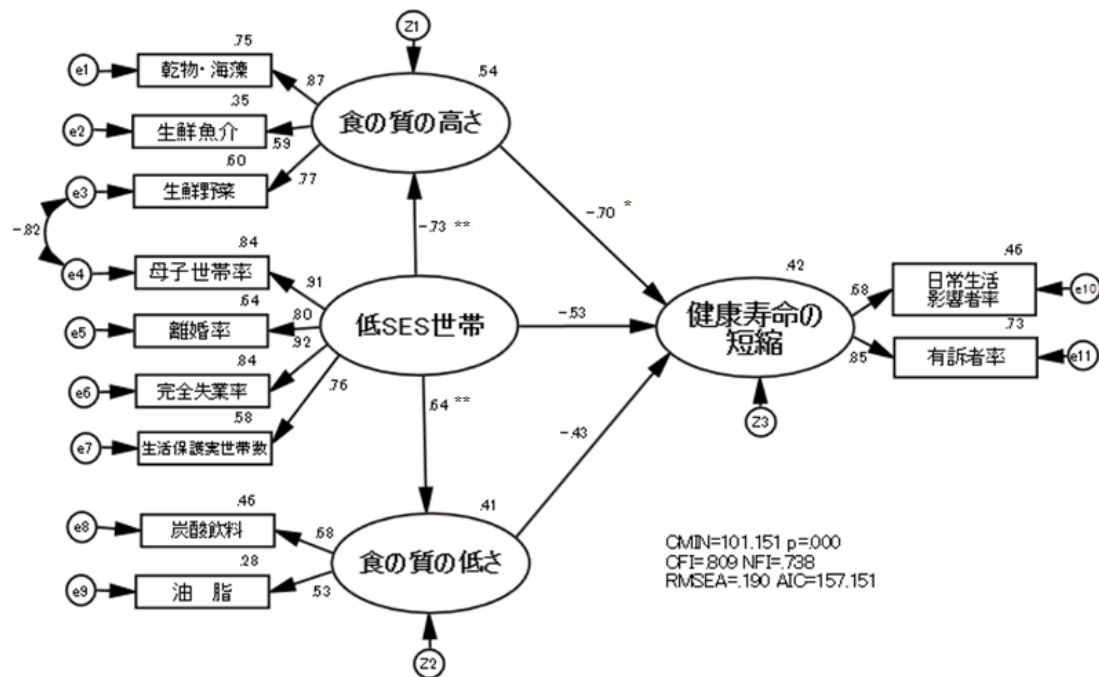 Z1
.75
.54
e1
乾物・海藻
.87
.35
食の質の高さ
e2
生鮮魚介
.59
.60
e3
生鮮野菜
.77
-.82
-.73 **
-.70 *
.84
.46
e4
母子世帯率
.91
.42
日常生活
影響者率
e10
.64
.80
.68
e5
離婚率
低SES世帯
-.53
健康寿命の
短縮
.92
.73
.84
有訴者率
e11
.85
e6
完全失業率
.76
.58
.64 **
Z3
e7
生活保護実世帯数
-.43
.46
.41
e8
炭酸飲料
.68
CMIN=101.151 p=.000
.28
食の質の低さ
CFI=.809 NFI=.738
e9
油 脂
.53
RMSEA=.190 AIC=157.151
Z2